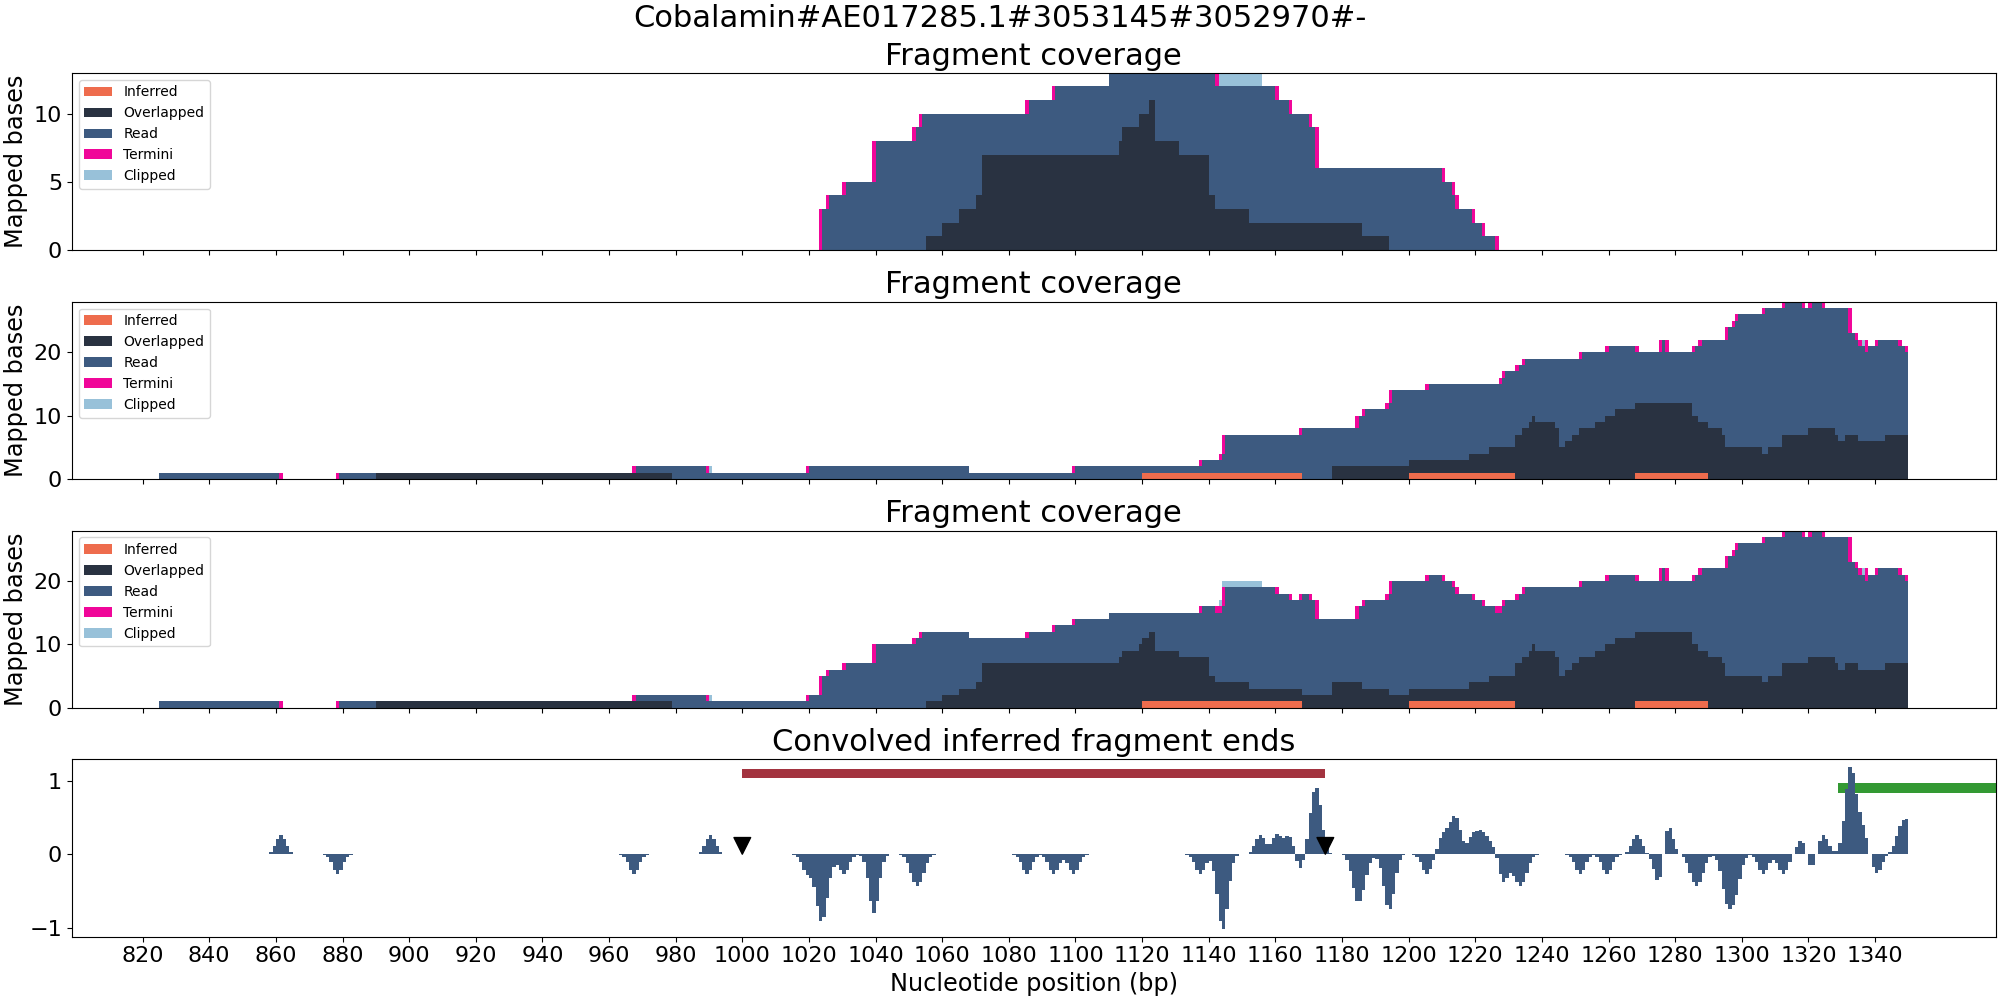 Cobalamin#AE017285.1#3053145#3052970#-
Fragment coverage
Mapped bases
10
5
0
Inferred
Overlapped
Read
Termini
Clipped
Fragment coverage
Mapped bases
20
10
0
Inferred
Overlapped
Read
Termini
Clipped
Fragment coverage
Mapped bases
20
10
0
Inferred
Overlapped
Read
Termini
Clipped
Convolved inferred fragment ends
1
0
−1
820 840 860 880 900 920 940 960 980 1000 1020 1040 1060 1080 1100 1120 1140 1160 1180 1200 1220 1240 1260 1280 1300 1320 1340
Nucleotide position (bp)